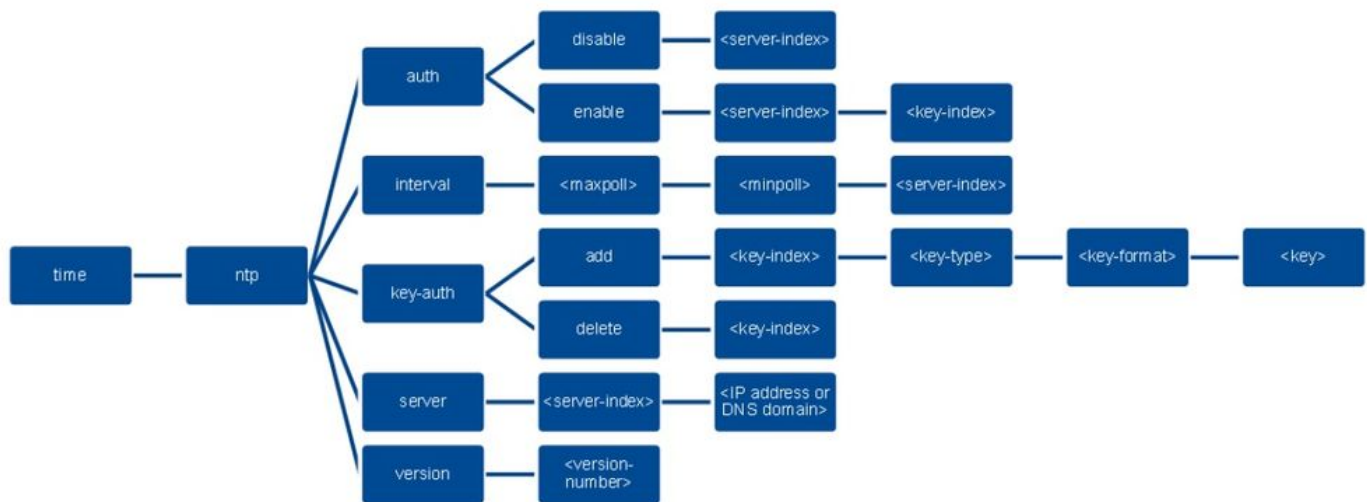 disable
<server-index>
auth
enable
<server-index>
<key-index>
interval
<maxpoll>
<minpoll>
<server-index>
time
ntp
add
<key-index>
<key-type>
<key-format>
<key>
key-auth
delete
<key-index>
server
<server-index>
<IP address or
DNS domain>
version
<version-
number>